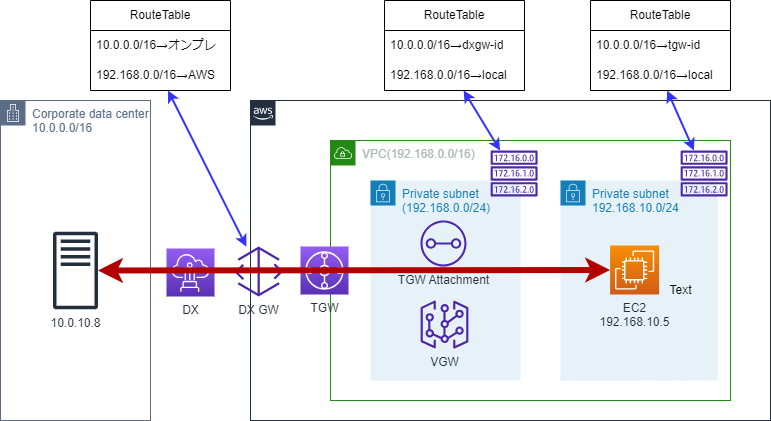 RouteTable
10.0.0.0/16→オンプレ
192.168.0.0/16→AWS
RouteTable
10.0.0.0/16→dxgw-id
192.168.0.0/16→local
RouteTable
10.0.0.0/16→tgw-id
192.168.0.0/16→local
Corporate data center
10.0.0.0/16
aws
VPC(192.168.0.0/16)
172.16.0.0
172.16.1.0
172.16.2.0
172.16.0.0
172.16.1.0
172.16.2.0
Private subnet
(192.168.0.0/24)
Private subnet
192.168.10.0/24
TGW Attachment
10.0.10.8
DX
DX GW
TGW
VGW
EC2
192.168.10.5
Text